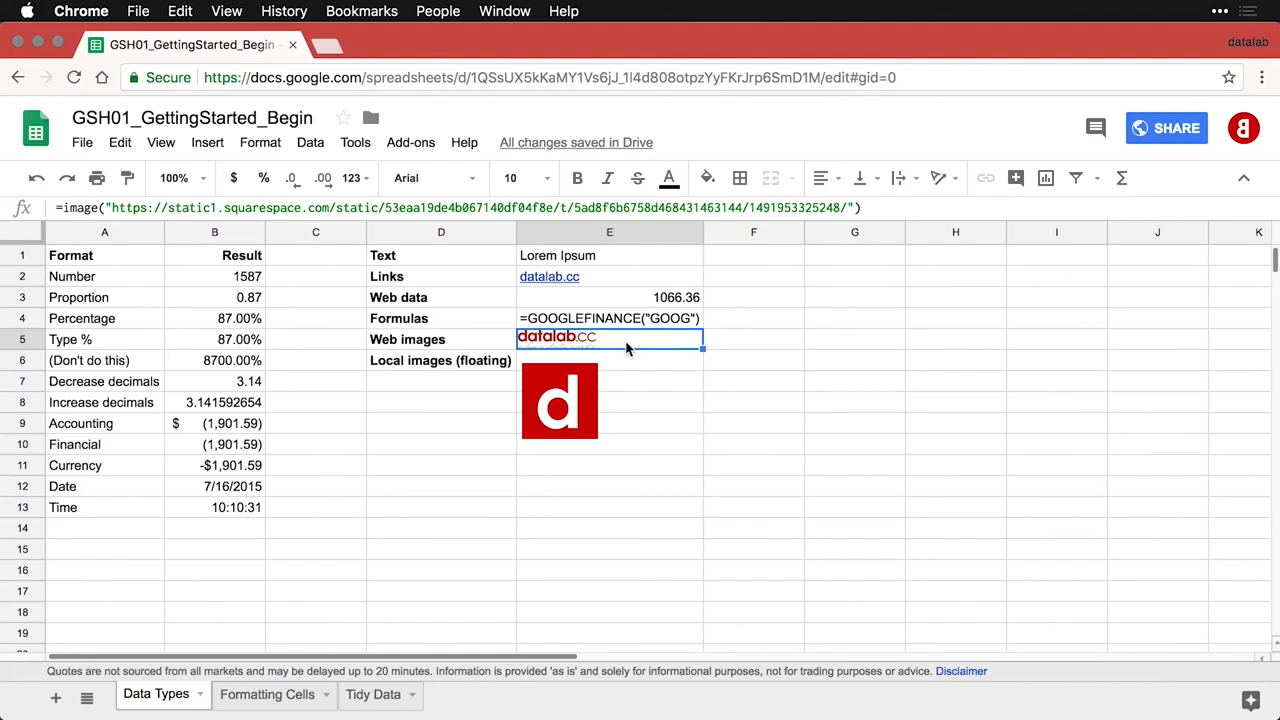 Chrome File Edit View History Bookmarks People Window Help
GSH01_GettingStarted_Begin - datalab
Secure https://docs.google.com/spreadsheets/d/1QSsUX5kKaMY1Vs6jJ_1l4d808otpzYyFKrJrp6SmD1M/edit#gid=0
GSH01_GettingStarted_Begin
SHARE
File Edit View Insert Format Data Tools Add-ons Help All changes saved in Drive
100% $ % .0 .00 123 Arial 10 B I S A Σ
fx =image("https://static1.squarespace.com/static/53eaa19de4b067140df04f8e/t/5ad8f6b6758d468431463144/1491953325248/")
A B C D E F G H I J K
1 Format Result Text Lorem Ipsum
2 Number 1587 Links datalab.cc
3 Proportion 0.87 Web data 1066.36
4 Percentage 87.00% Formulas =GOOGLEFINANCE("GOOG")
5 Type % 87.00% Web images datalab.cc
6 (Don't do this) 8700.00% Local images (floating)
7 Decrease decimals 3.14
8 Increase decimals 3.141592654
d
9 Accounting $ (1,901.59)
10 Financial (1,901.59)
11 Currency -$1,901.59
12 Date 7/16/2015
13 Time 10:10:31
14
15
16
17
18
19
Quotes are not sourced from all markets and may be delayed up to 20 minutes. Information is provided 'as is' and solely for informational purposes, not for trading purposes or advice. Disclaimer
Data Types Formatting Cells Tidy Data